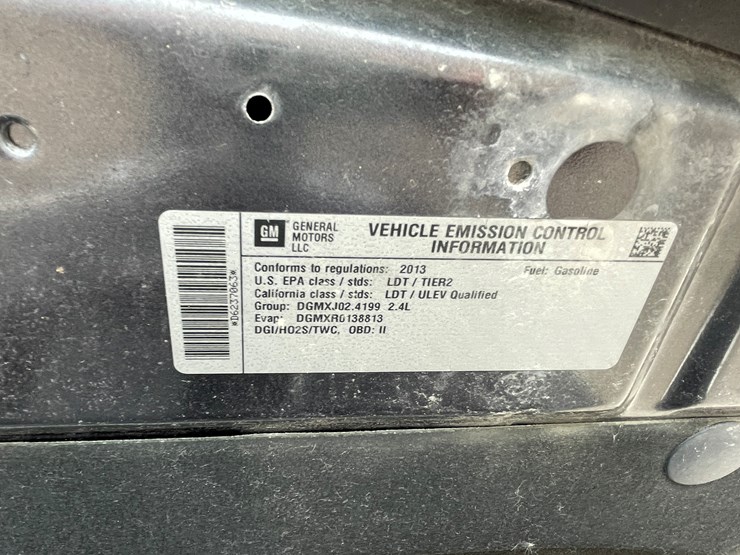 *D6237063*
GM
GENERAL
MOTORS
LLC
VEHICLE EMISSION CONTROL
INFORMATION
Conforms to regulations: 2013
Fuel: Gasoline
U.S. EPA class / stds: LDT / TIER2
California class / stds: LDT / ULEV Qualified
Group: DGMXJ02.4199 2.4L
Evap: DGMXR0138813
DGI/HO2S/TWC, OBD: II